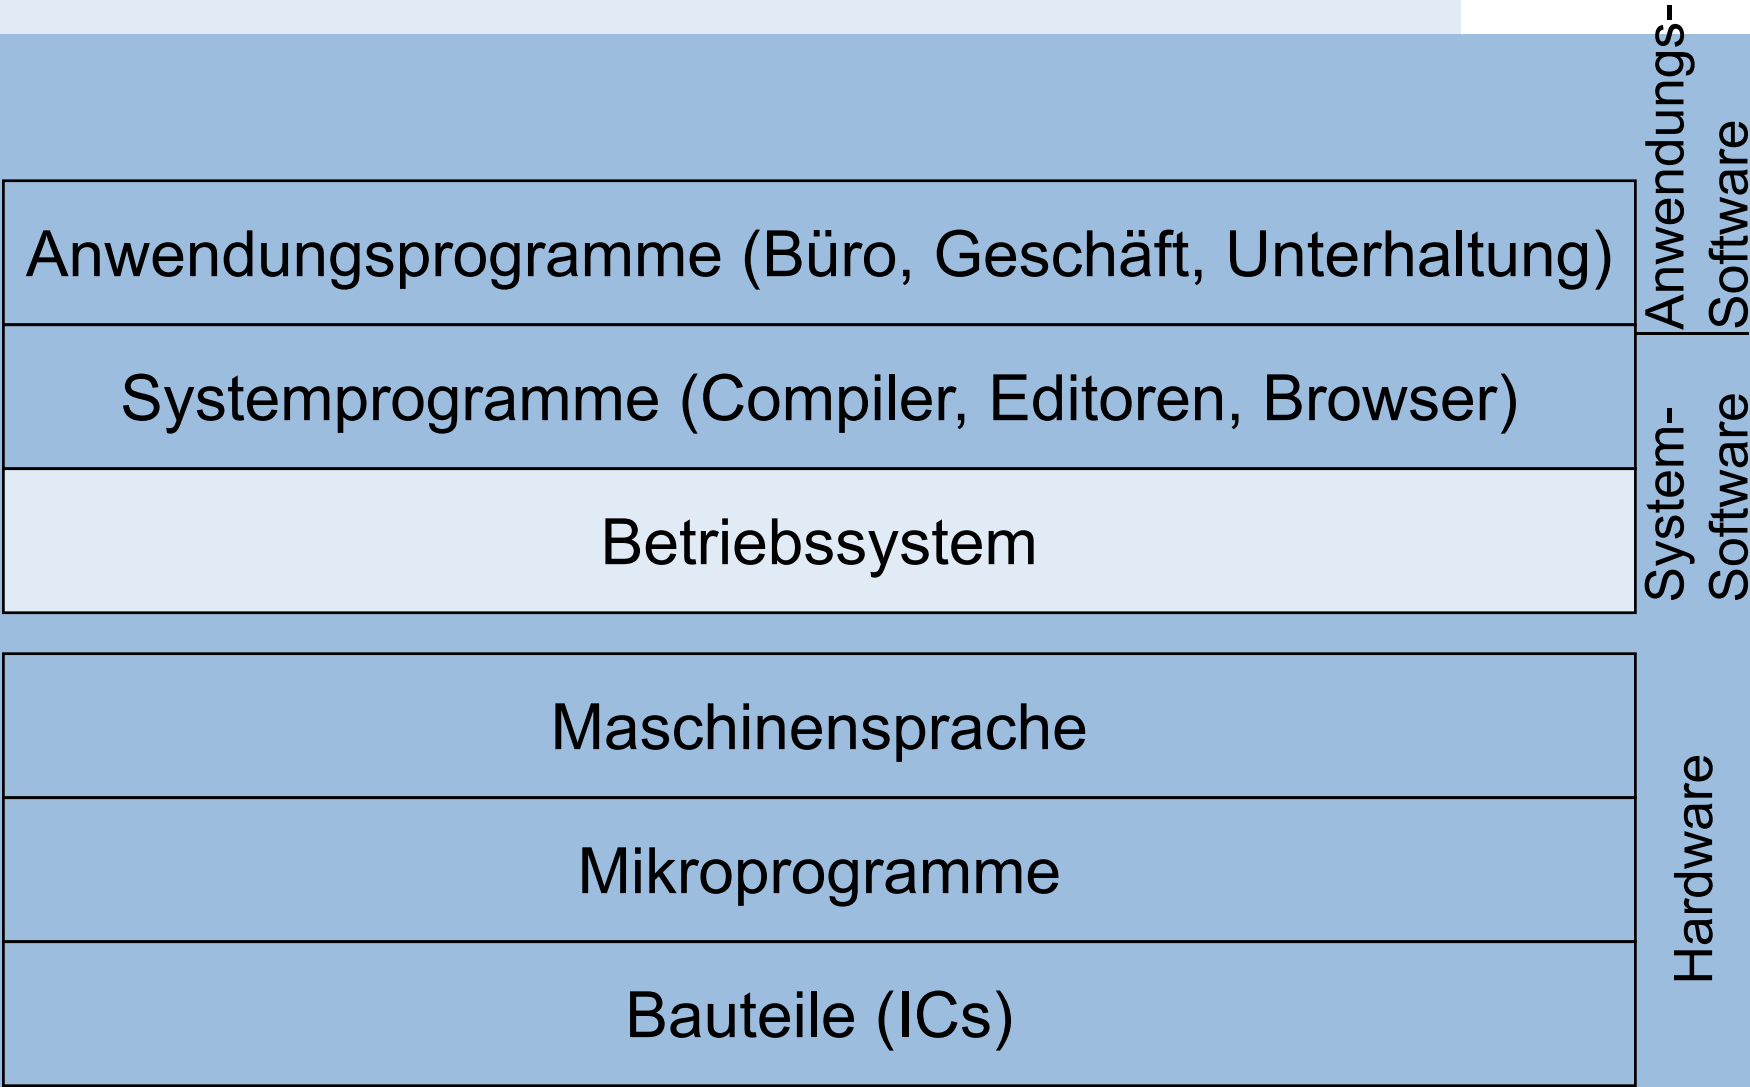 Anwendungs-
Software
Anwendungsprogramme (Büro, Geschäft, Unterhaltung)
Systemprogramme (Compiler, Editoren, Browser)
System-
Software
Betriebssystem
Maschinensprache
Mikroprogramme
Hardware
Bauteile (ICs)